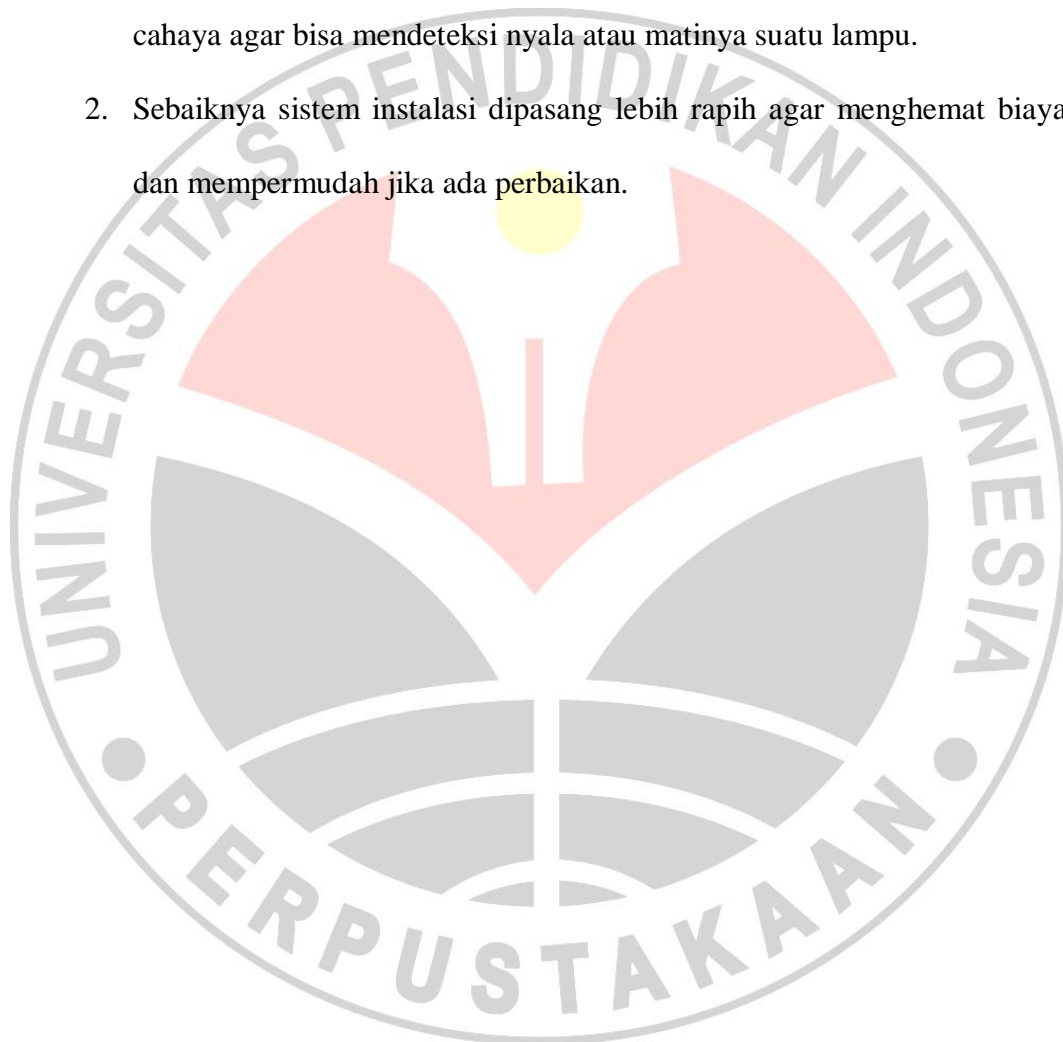 cahaya agar bisa mendeteksi nyala atau matinya suatu lampu.
2. Sebaiknya sistem instalasi dipasang lebih rapih agar menghemat biaya
dan mempermudah jika ada perbaikan.
UNIVERSITAS PENDIDIKAN INDONESIA
PERPUSTAKAAN